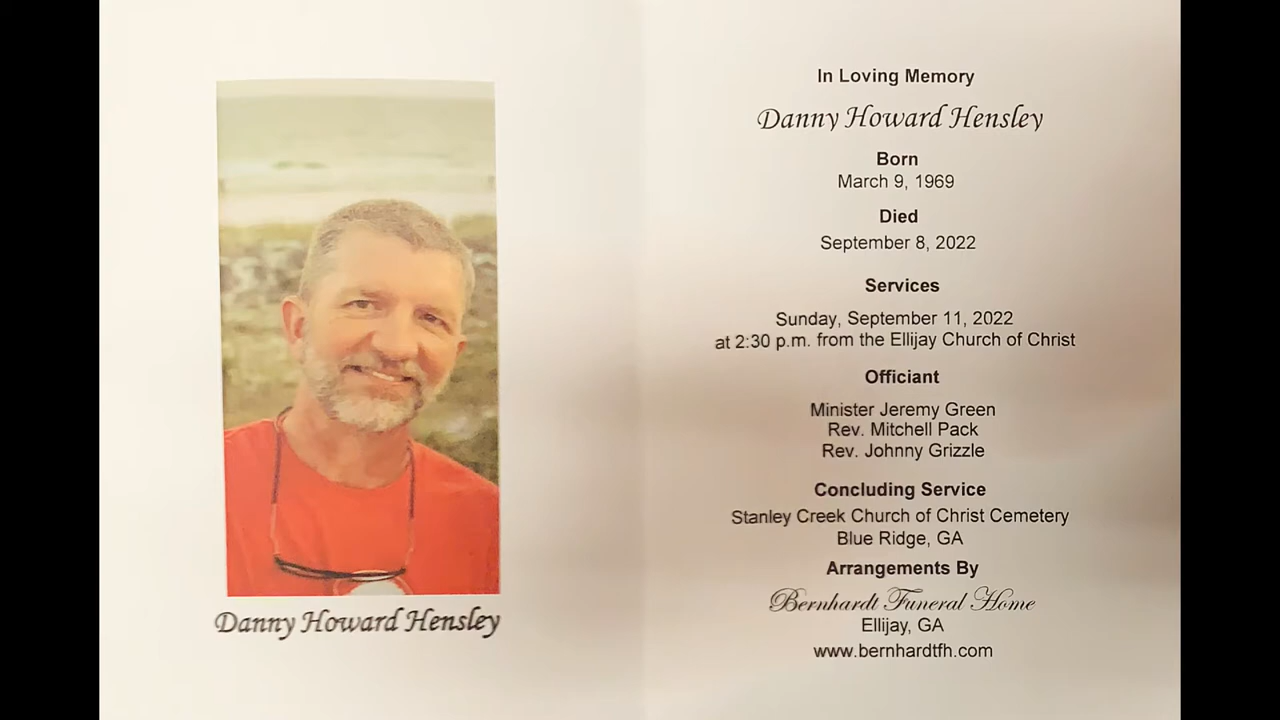 Danny Howard Hensley
In Loving Memory
Danny Howard Hensley
Born
March 9, 1969
Died
September 8, 2022
Services
Sunday, September 11, 2022
at 2:30 p.m. from the Ellijay Church of Christ
Officiant
Minister Jeremy Green
Rev. Mitchell Pack
Rev. Johnny Grizzle
Concluding Service
Stanley Creek Church of Christ Cemetery
Blue Ridge, GA
Arrangements By
Bernhardt Funeral Home
Ellijay, GA
www.bernhardtfh.com